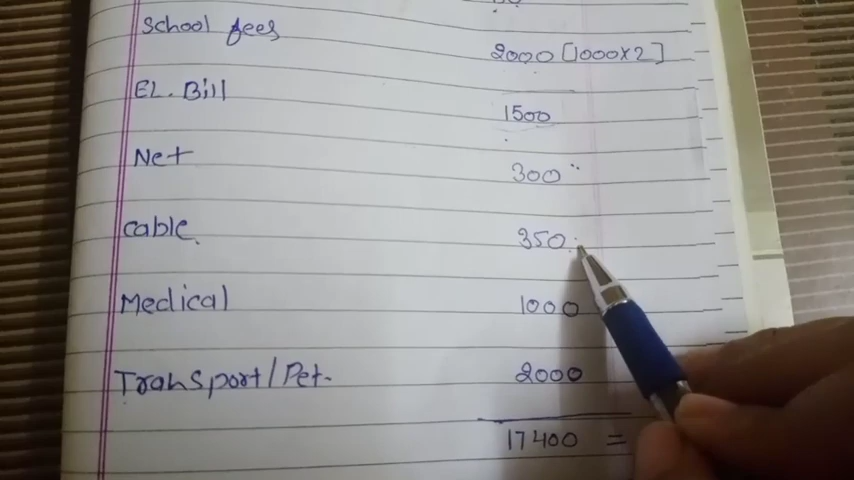 School fees 2000 [1000x2]
EL. Bill 1500
Net 300
Cable 350
Medical 1000
Transport/Pet. 2000
17400 =